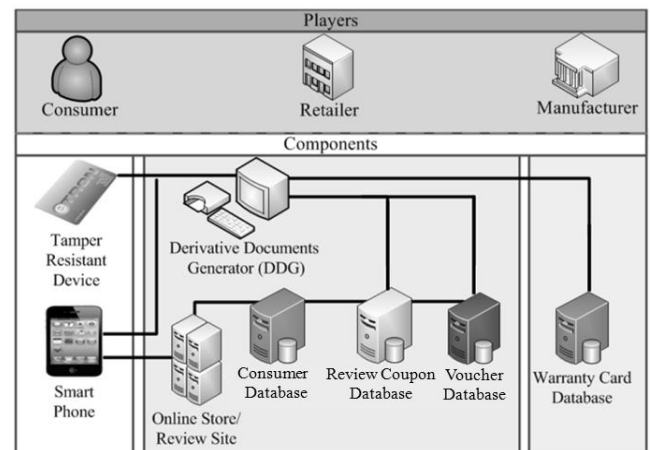 Players
Consumer
Retailer
Manufacturer
Components
Tamper
Resistant
Device
Derivative Documents
Generator (DDG)
Smart
Phone
Online Store/
Review Site
Consumer
Database
Review Coupon
Database
Voucher
Database
Warranty Card
Database